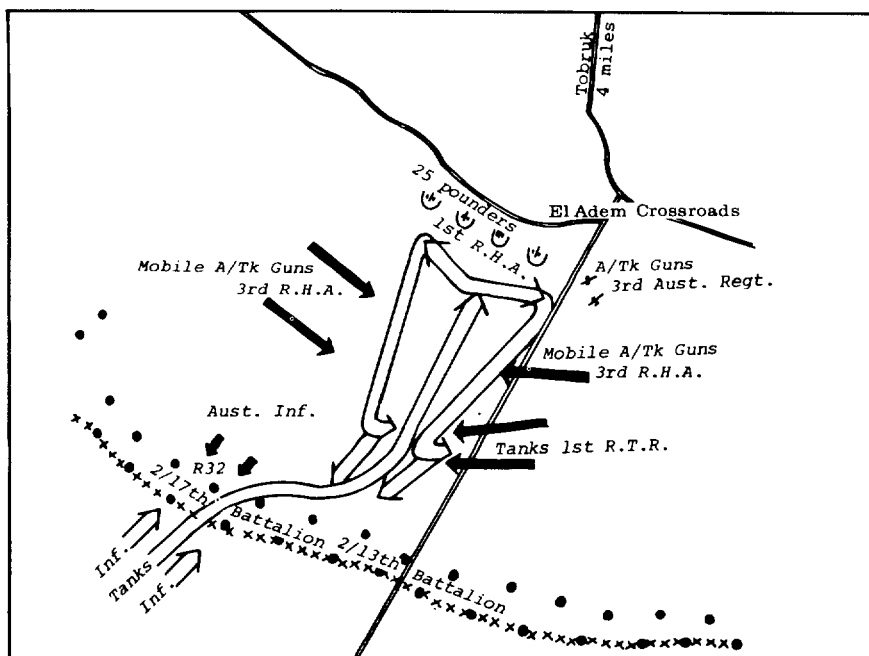 Tobruk
4 miles
25 pounders
El Adem Crossroads
1st R.H.A.
Mobile A/Tk Guns
3rd R.H.A.
A/Tk Guns
3rd Aust. Regt.
Mobile A/Tk Guns
3rd R.H.A.
Aust. Inf.
Tanks 1st R.T.R.
R32
2/17th Battalion
2/13th Battalion
Inf.
Tanks
Inf.